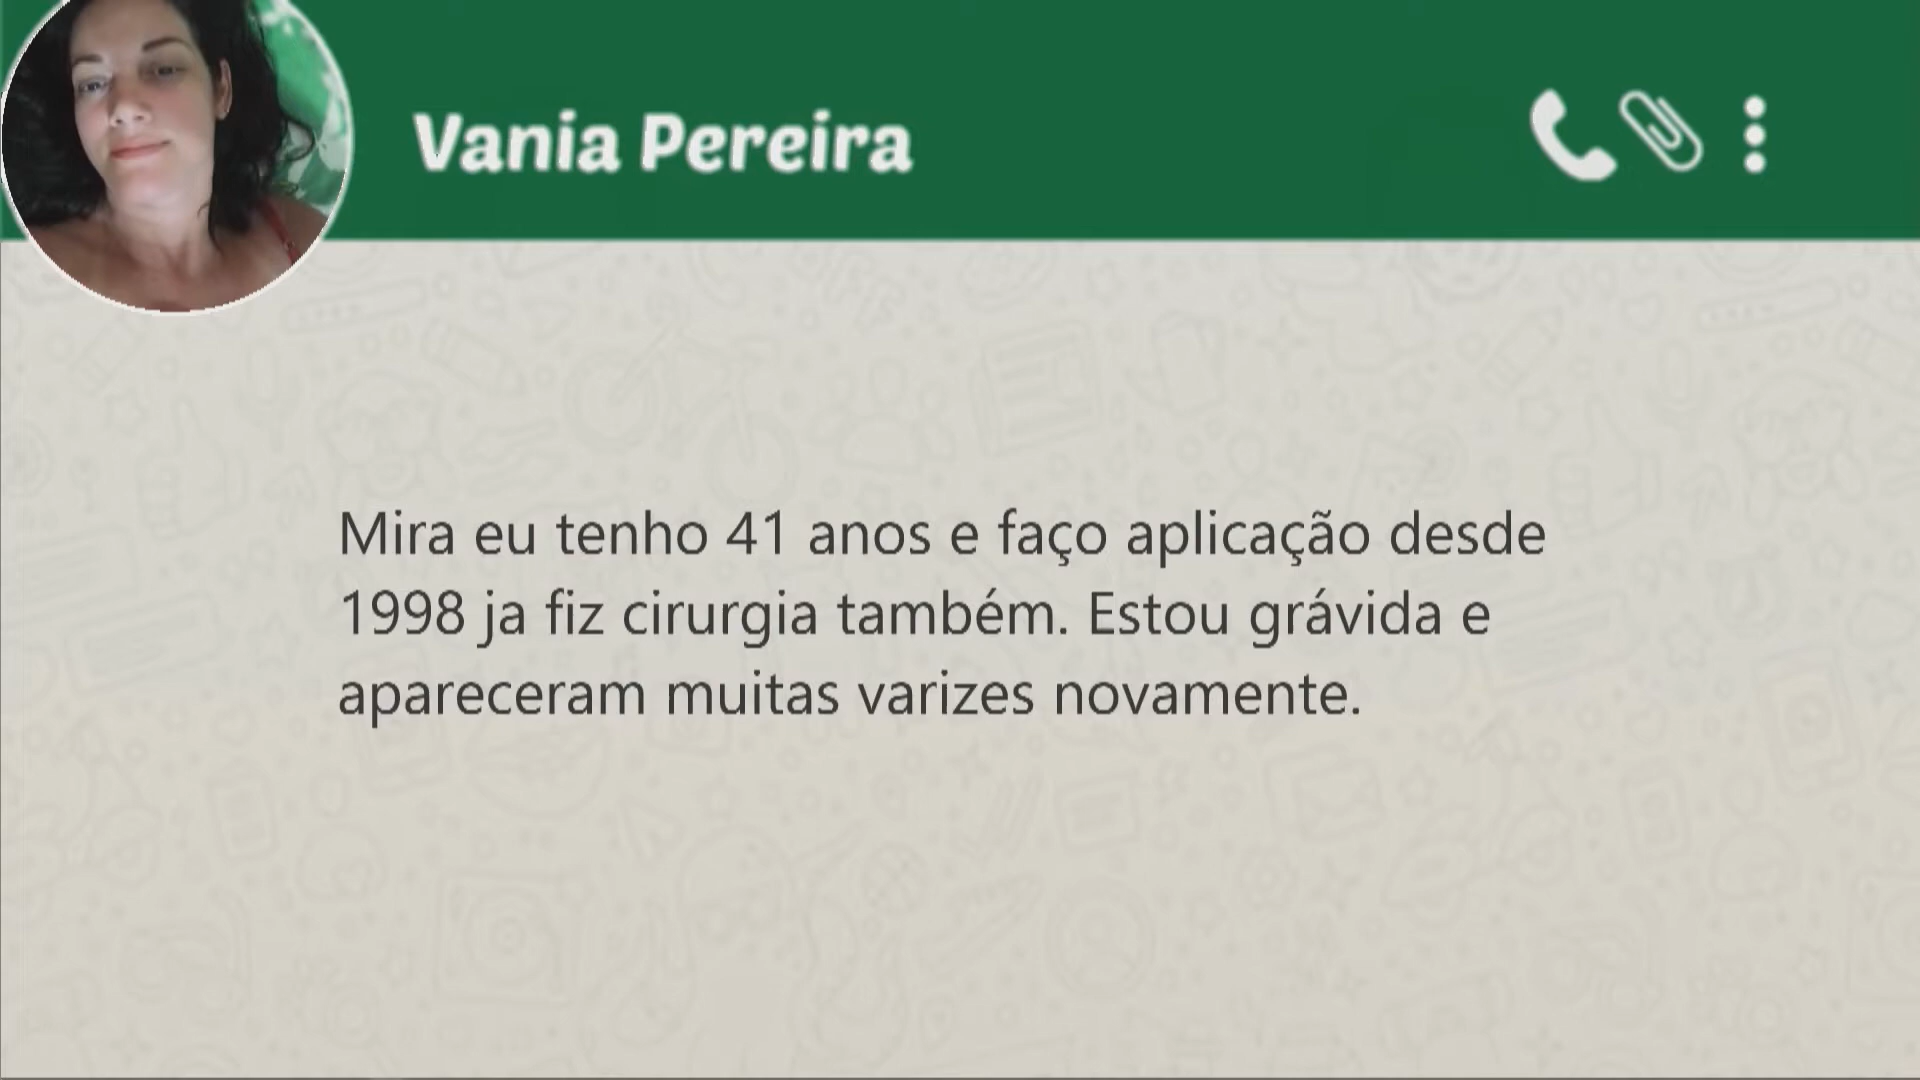 Vania Pereira
Mira eu tenho 41 anos e faço aplicação desde
1998 ja fiz cirurgia também. Estou grávida e
apareceram muitas varizes novamente.